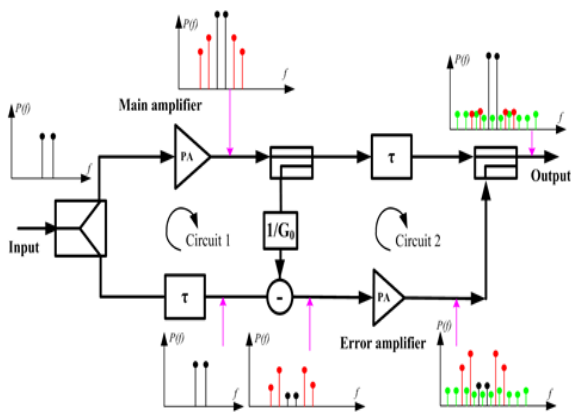 P(f)
f
P(f)
f
P(f)
f
Main amplifier
PA
τ
Output
Input
Circuit 1
1/G₀
Circuit 2
τ
-
PA
Error amplifier
P(f)
f
P(f)
f
P(f)
f